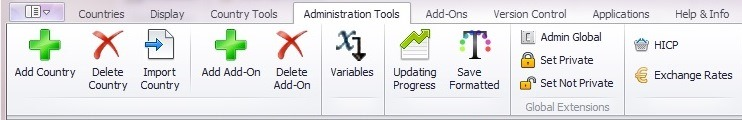 Countries Display Country Tools Administration Tools Add-Ons Version Control Applications Help & Info
Add Country
Delete
Country
Import
Country
Add Add-On
Delete
Add-On
Variables
Updating
Progress
Save
Formatted
Admin Global
Set Private
Set Not Private
Global Extensions
HICP
Exchange Rates